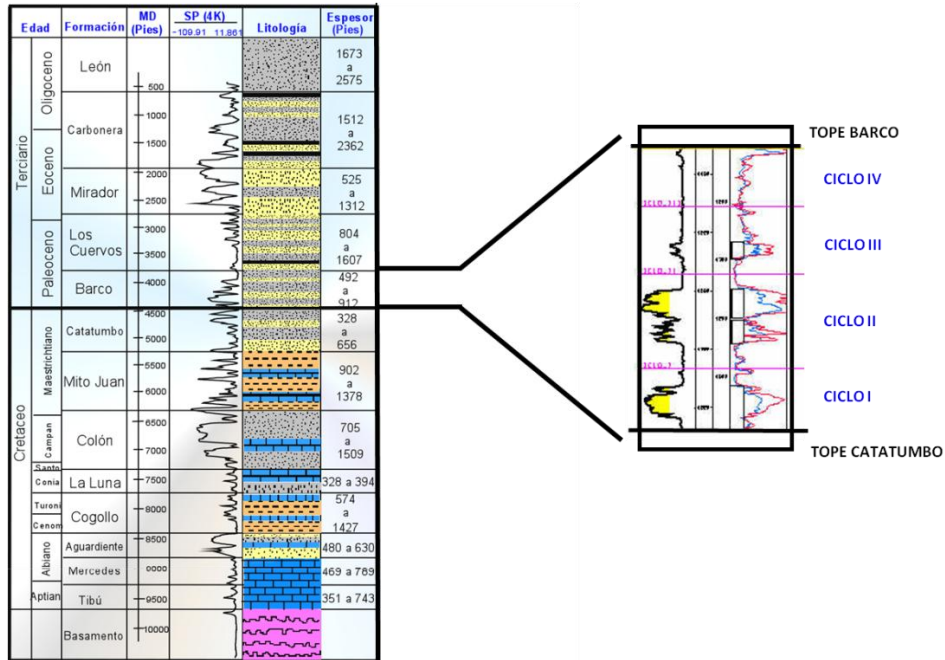 Edad Formación MD (Pies) SP (4K) -109.91 11.861 Litología Espesor (Pies)
Terciario
Oligoceno
Eoceno
Paleoceno
Cretaceo
Maestrichtiano
Campan
Santo
Conia
Turoni
Cenom
Albiano
Aptian
León
Carbonera
Mirador
Los
Cuervos
Barco
Catatumbo
Mito Juan
Colón
La Luna
Cogollo
Aguardiente
Mercedes
Tibú
Basamento
500
1000
1500
2000
2500
3000
3500
4000
4500
5000
5500
6000
6500
7000
7500
8000
8500
9500
10000
1673
a
2575
1512
a
2362
525
a
1312
804
a
1607
492
a
912
328
a
656
902
a
1378
705
a
1509
328 a 394
574
a
1427
480 a 630
469 a 789
351 a 743
TOPE BARCO
CICLO IV
CICLO III
CICLO II
CICLO I
TOPE CATATUMBO